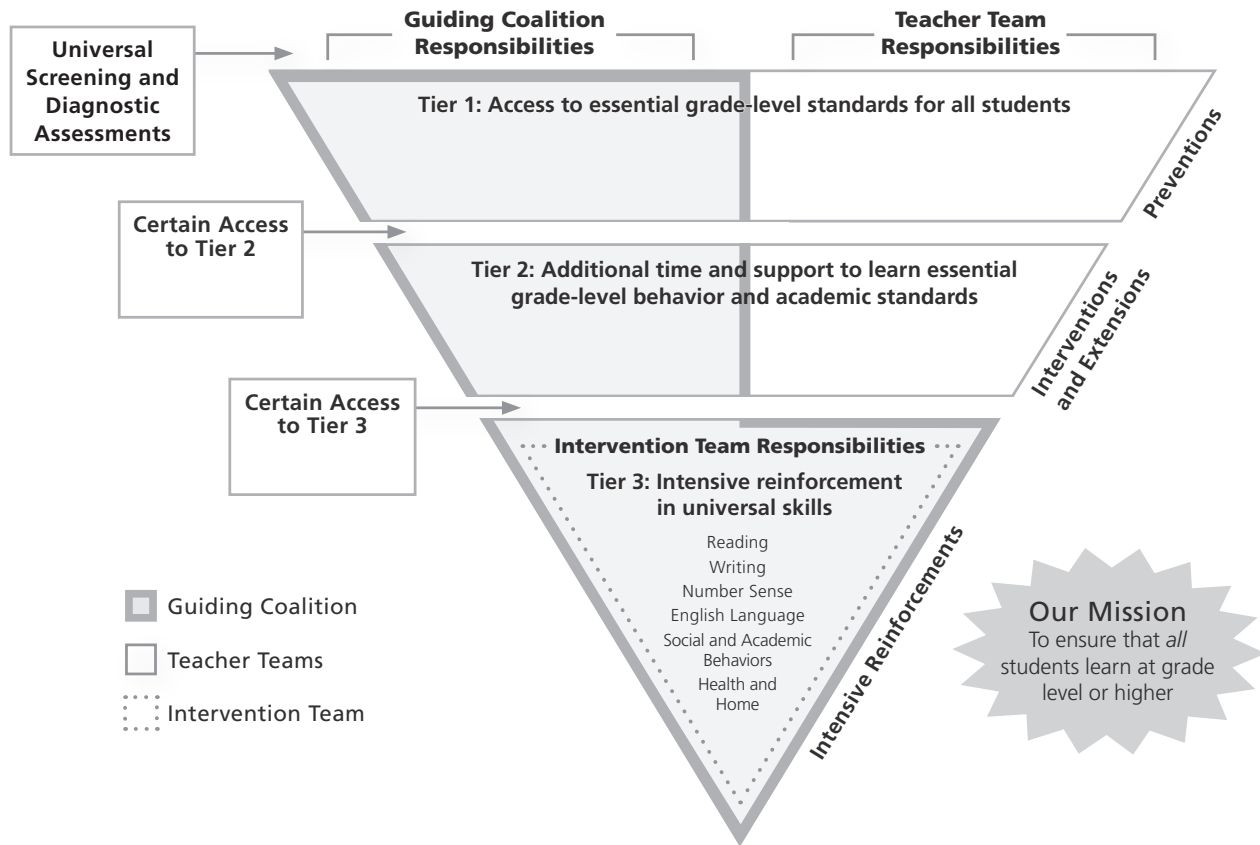 Guiding Coalition
Responsibilities
Teacher Team
Responsibilities
Universal
Screening and
Diagnostic
Assessments
Tier 1: Access to essential grade-level standards for all students
Preventions
Certain Access
to Tier 2
Tier 2: Additional time and support to learn essential
grade-level behavior and academic standards
Interventions
and Extensions
Certain Access
to Tier 3
Intervention Team Responsibilities
Tier 3: Intensive reinforcement
in universal skills
Reading
Writing
Number Sense
English Language
Social and Academic
Behaviors
Health and
Home
Intensive Reinforcements
Guiding Coalition
Teacher Teams
Intervention Team
Our Mission
To ensure that all
students learn at grade
level or higher